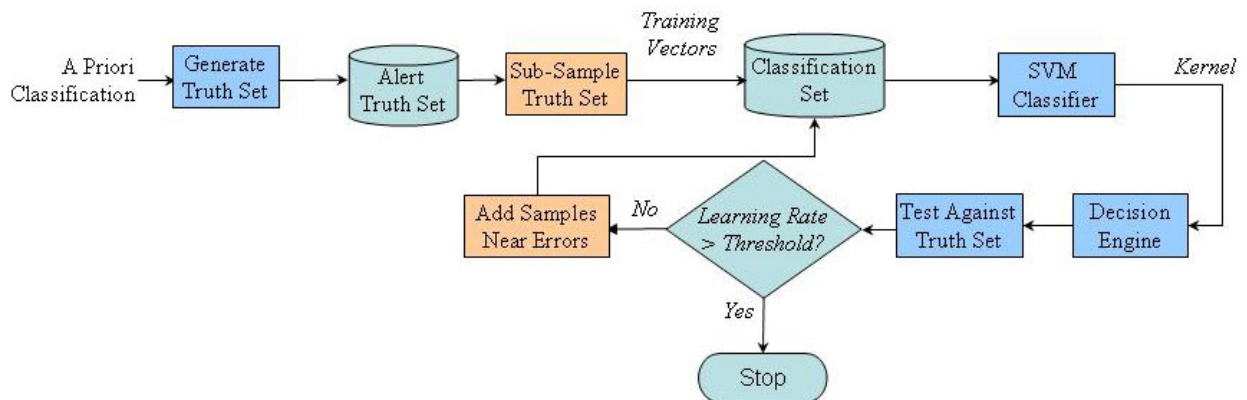 A Priori
Classification
Generate
Truth Set
Alert
Truth Set
Sub-Sample
Truth Set
Training
Vectors
Classification
Set
SVM
Classifier
Kernel
Decision
Engine
Test Against
Truth Set
Learning Rate
> Threshold?
No
Add Samples
Near Errors
Yes
Stop